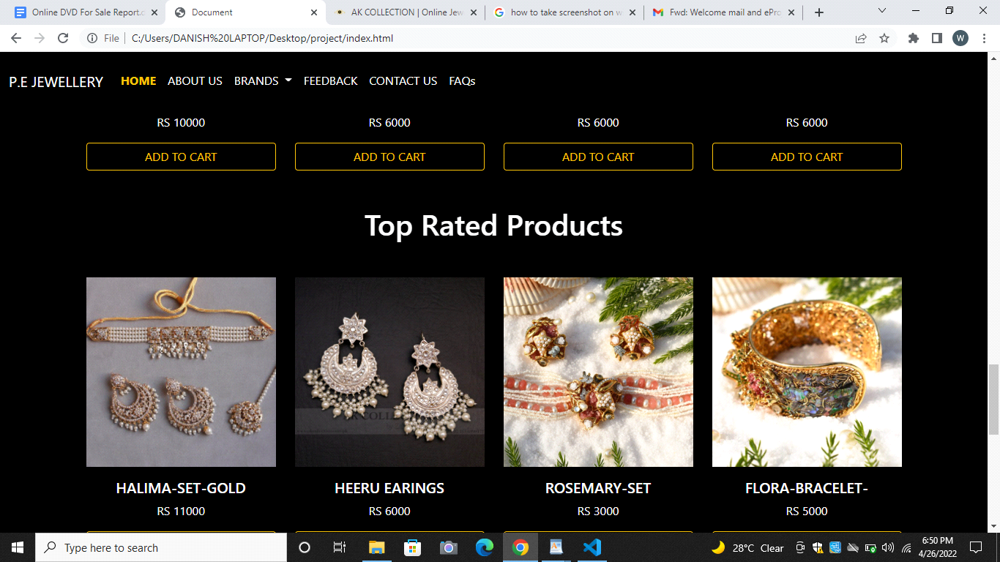 Online DVD For Sale Report.d
Document
AK COLLECTION | Online Jew
how to take screenshot on w
Fwd: Welcome mail and ePro
File
C:/Users/DANISH%20LAPTOP/Desktop/project/index.html
W
P.E JEWELLERY HOME ABOUT US BRANDS FEEDBACK CONTACT US FAQs
RS 10000 RS 6000 RS 6000 RS 6000
ADD TO CART ADD TO CART ADD TO CART ADD TO CART
Top Rated Products
K COLLEC
HALIMA-SET-GOLD HEERU EARINGS ROSEMARY-SET FLORA-BRACELET-
RS 11000 RS 6000 RS 3000 RS 5000
Type here to search
28°C Clear
6:50 PM
4/26/2022